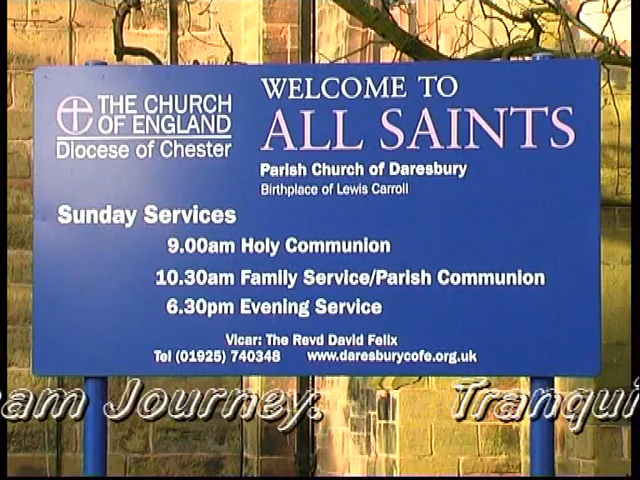 THE CHURCH
OF ENGLAND
Diocese of Chester
WELCOME TO
ALL SAINTS
Parish Church of Daresbury
Birthplace of Lewis Carroll
Sunday Services
9.00am Holy Communion
10.30am Family Service/Parish Communion
6.30pm Evening Service
Vicar: The Revd David Felix
Tel (01925) 740348 www.daresburycofe.org.uk
eam Journey. Tranqui